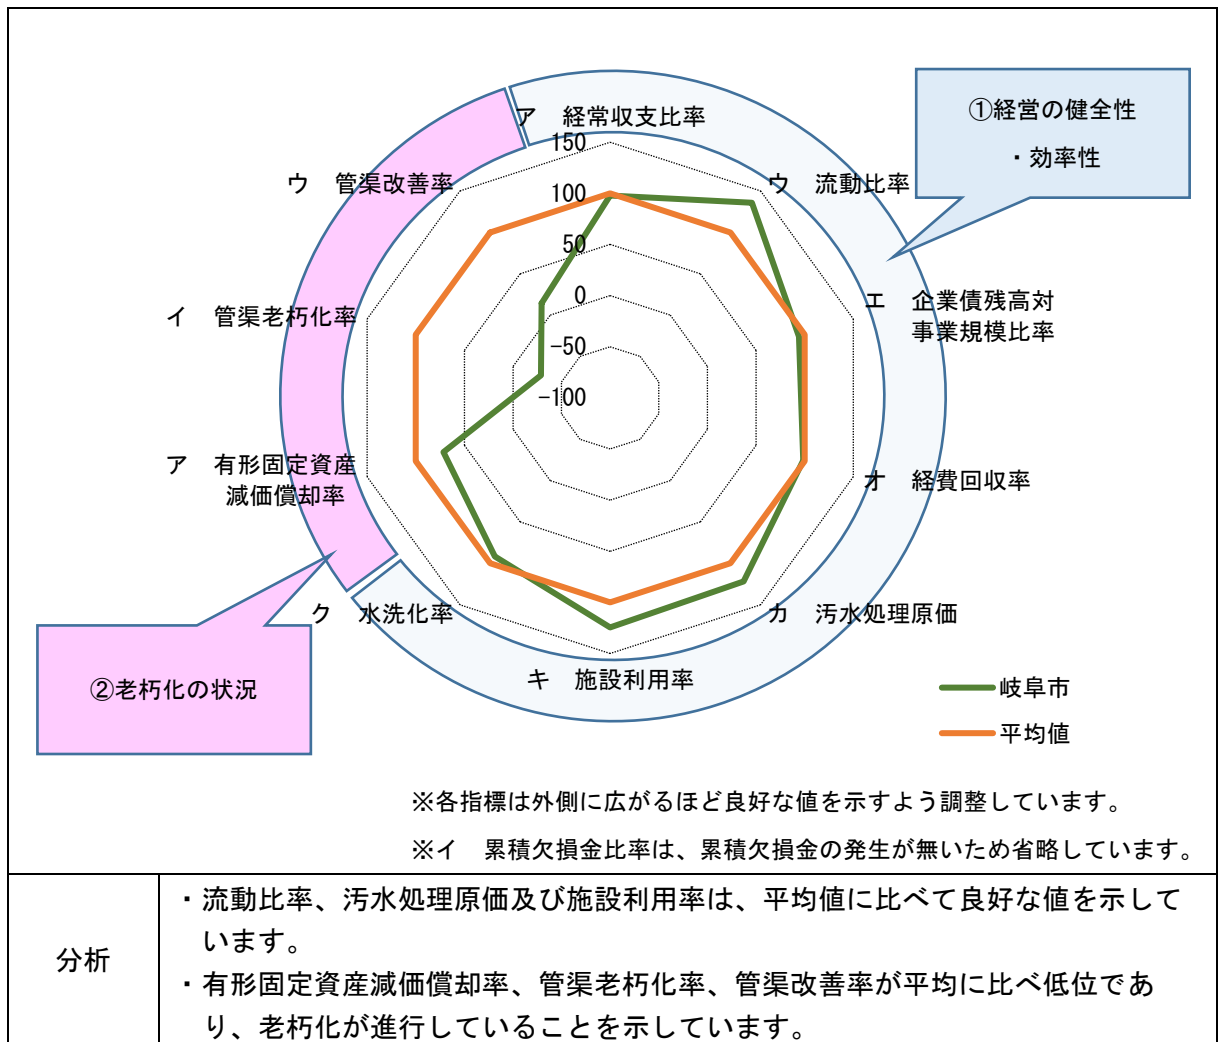 ①経営の健全性
・効率性
ア　経常収支比率
150
100
50
0
−50
−100
ウ　流動比率
エ　企業債残高対
事業規模比率
オ　経費回収率
カ　汚水処理原価
キ　施設利用率
ク　水洗化率
ア　有形固定資産
減価償却率
イ　管渠老朽化率
ウ　管渠改善率
②老朽化の状況
岐阜市
平均値
※各指標は外側に広がるほど良好な値を示すよう調整しています。
※イ　累積欠損金比率は、累積欠損金の発生が無いため省略しています。
分析
・流動比率、汚水処理原価及び施設利用率は、平均値に比べて良好な値を示して
います。
・有形固定資産減価償却率、管渠老朽化率、管渠改善率が平均に比べ低位であ
り、老朽化が進行していることを示しています。